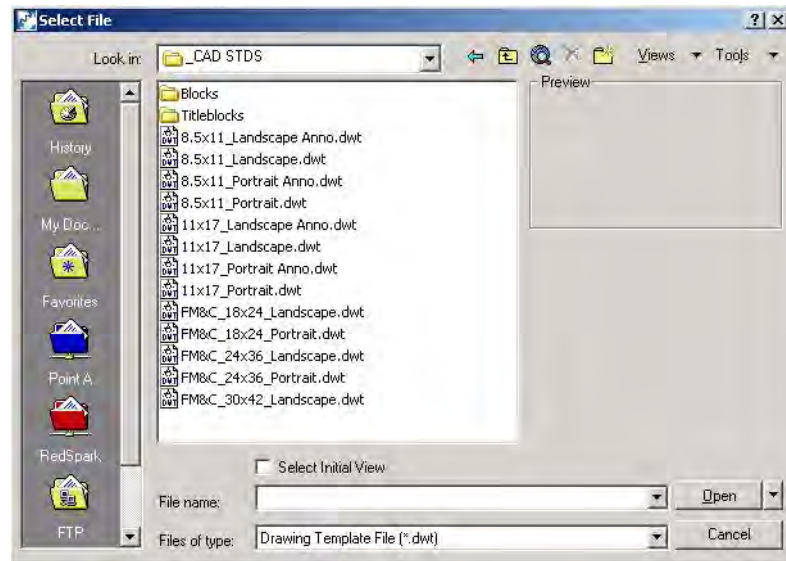 Select File
Look in: _CAD STDS Views Tools
History
My Doc ...
Favorites
Point A
RedSpark
FTP
Blocks
Titleblocks
8.5x11_Landscape Anno.dwt
8.5x11_Landscape.dwt
8.5x11_Portrait Anno.dwt
8.5x11_Portrait.dwt
11x17_Landscape Anno.dwt
11x17_Landscape.dwt
11x17_Portrait Anno.dwt
11x17_Portrait.dwt
FM&C_18x24_Landscape.dwt
FM&C_18x24_Portrait.dwt
FM&C_24x36_Landscape.dwt
FM&C_24x36_Portrait.dwt
FM&C_30x42_Landscape.dwt
Preview
Select Initial View
File name: Open
Files of type: Drawing Template File (*.dwt) Cancel